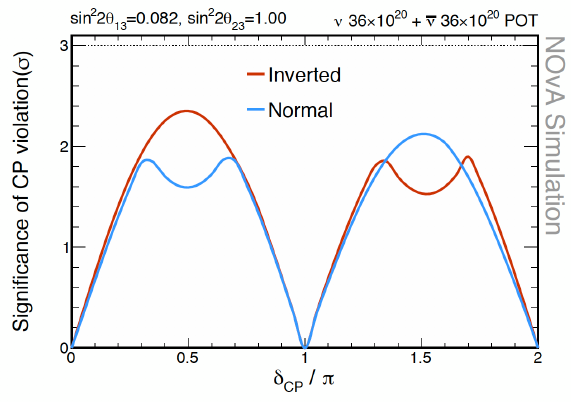 sin²2θ₁₃=0.082, sin²2θ₂₃=1.00
ν 36×10²⁰ + ν̅ 36×10²⁰ POT
Significance of CP violation(σ)
3
2
1
0
Inverted
Normal
NOvA Simulation
0
0.5
1
1.5
2
δCP / π